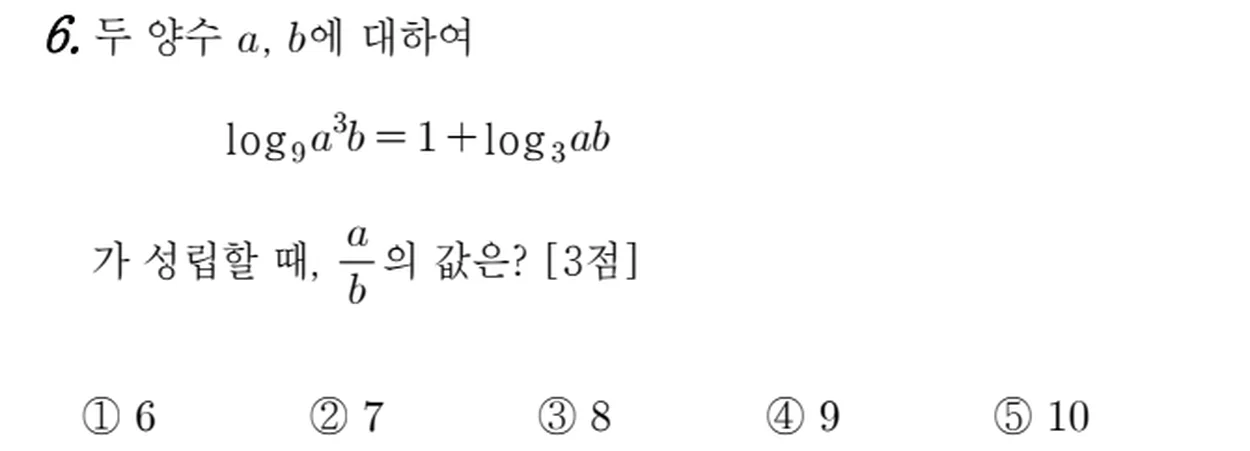 6. 두 양수 a, b에 대하여
log₉a³b = 1 + log₃ab
가 성립할 때, a/b의 값은? [3점]
① 6 ② 7 ③ 8 ④ 9 ⑤ 10